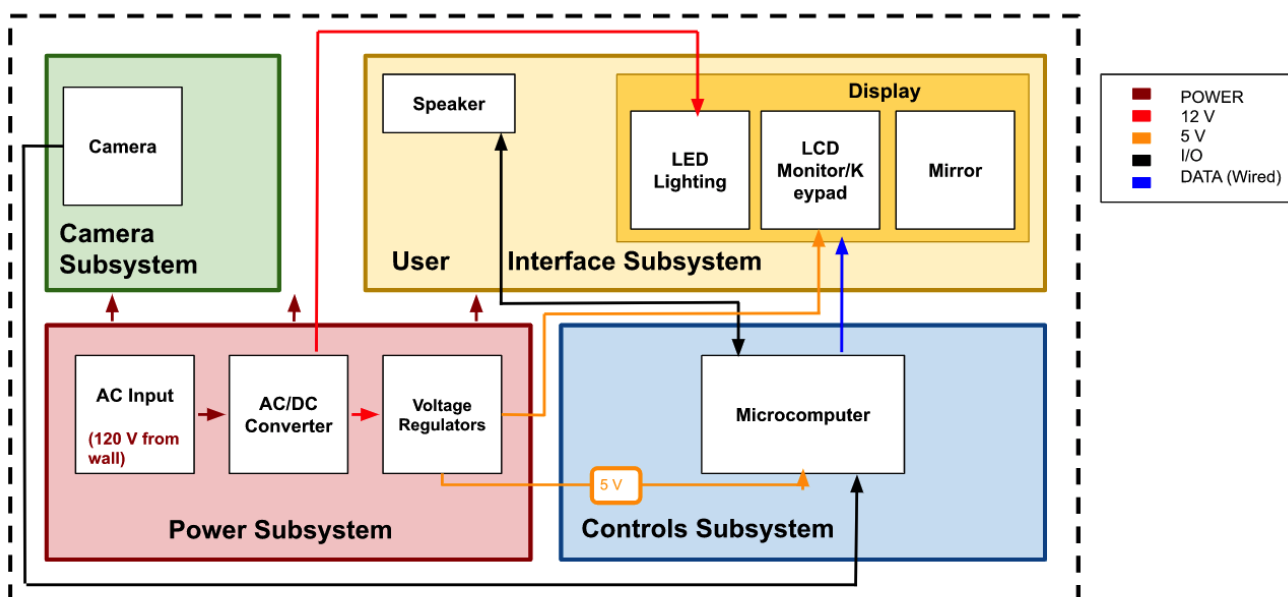 Camera
Camera
Subsystem
Speaker
Display
LED
Lighting
LCD
Monitor/K
eypad
Mirror
User Interface Subsystem
POWER
12 V
5 V
I/O
DATA (Wired)
AC Input
(120 V from
wall)
AC/DC
Converter
Voltage
Regulators
Power Subsystem
5 V
Microcomputer
Controls Subsystem